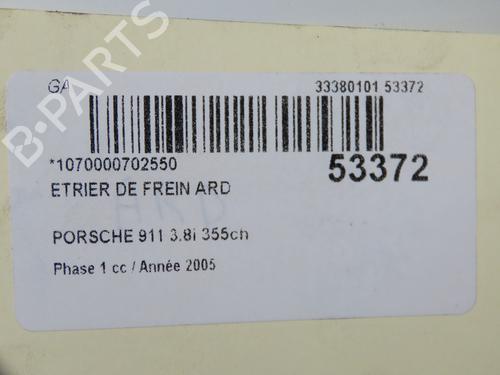 B-PARTS
GA
33380101 53372
*1070000702550
53372
ETRIER DE FREIN ARD
PORSCHE 911 3.8i 355ch
Phase 1 cc / Année 2005